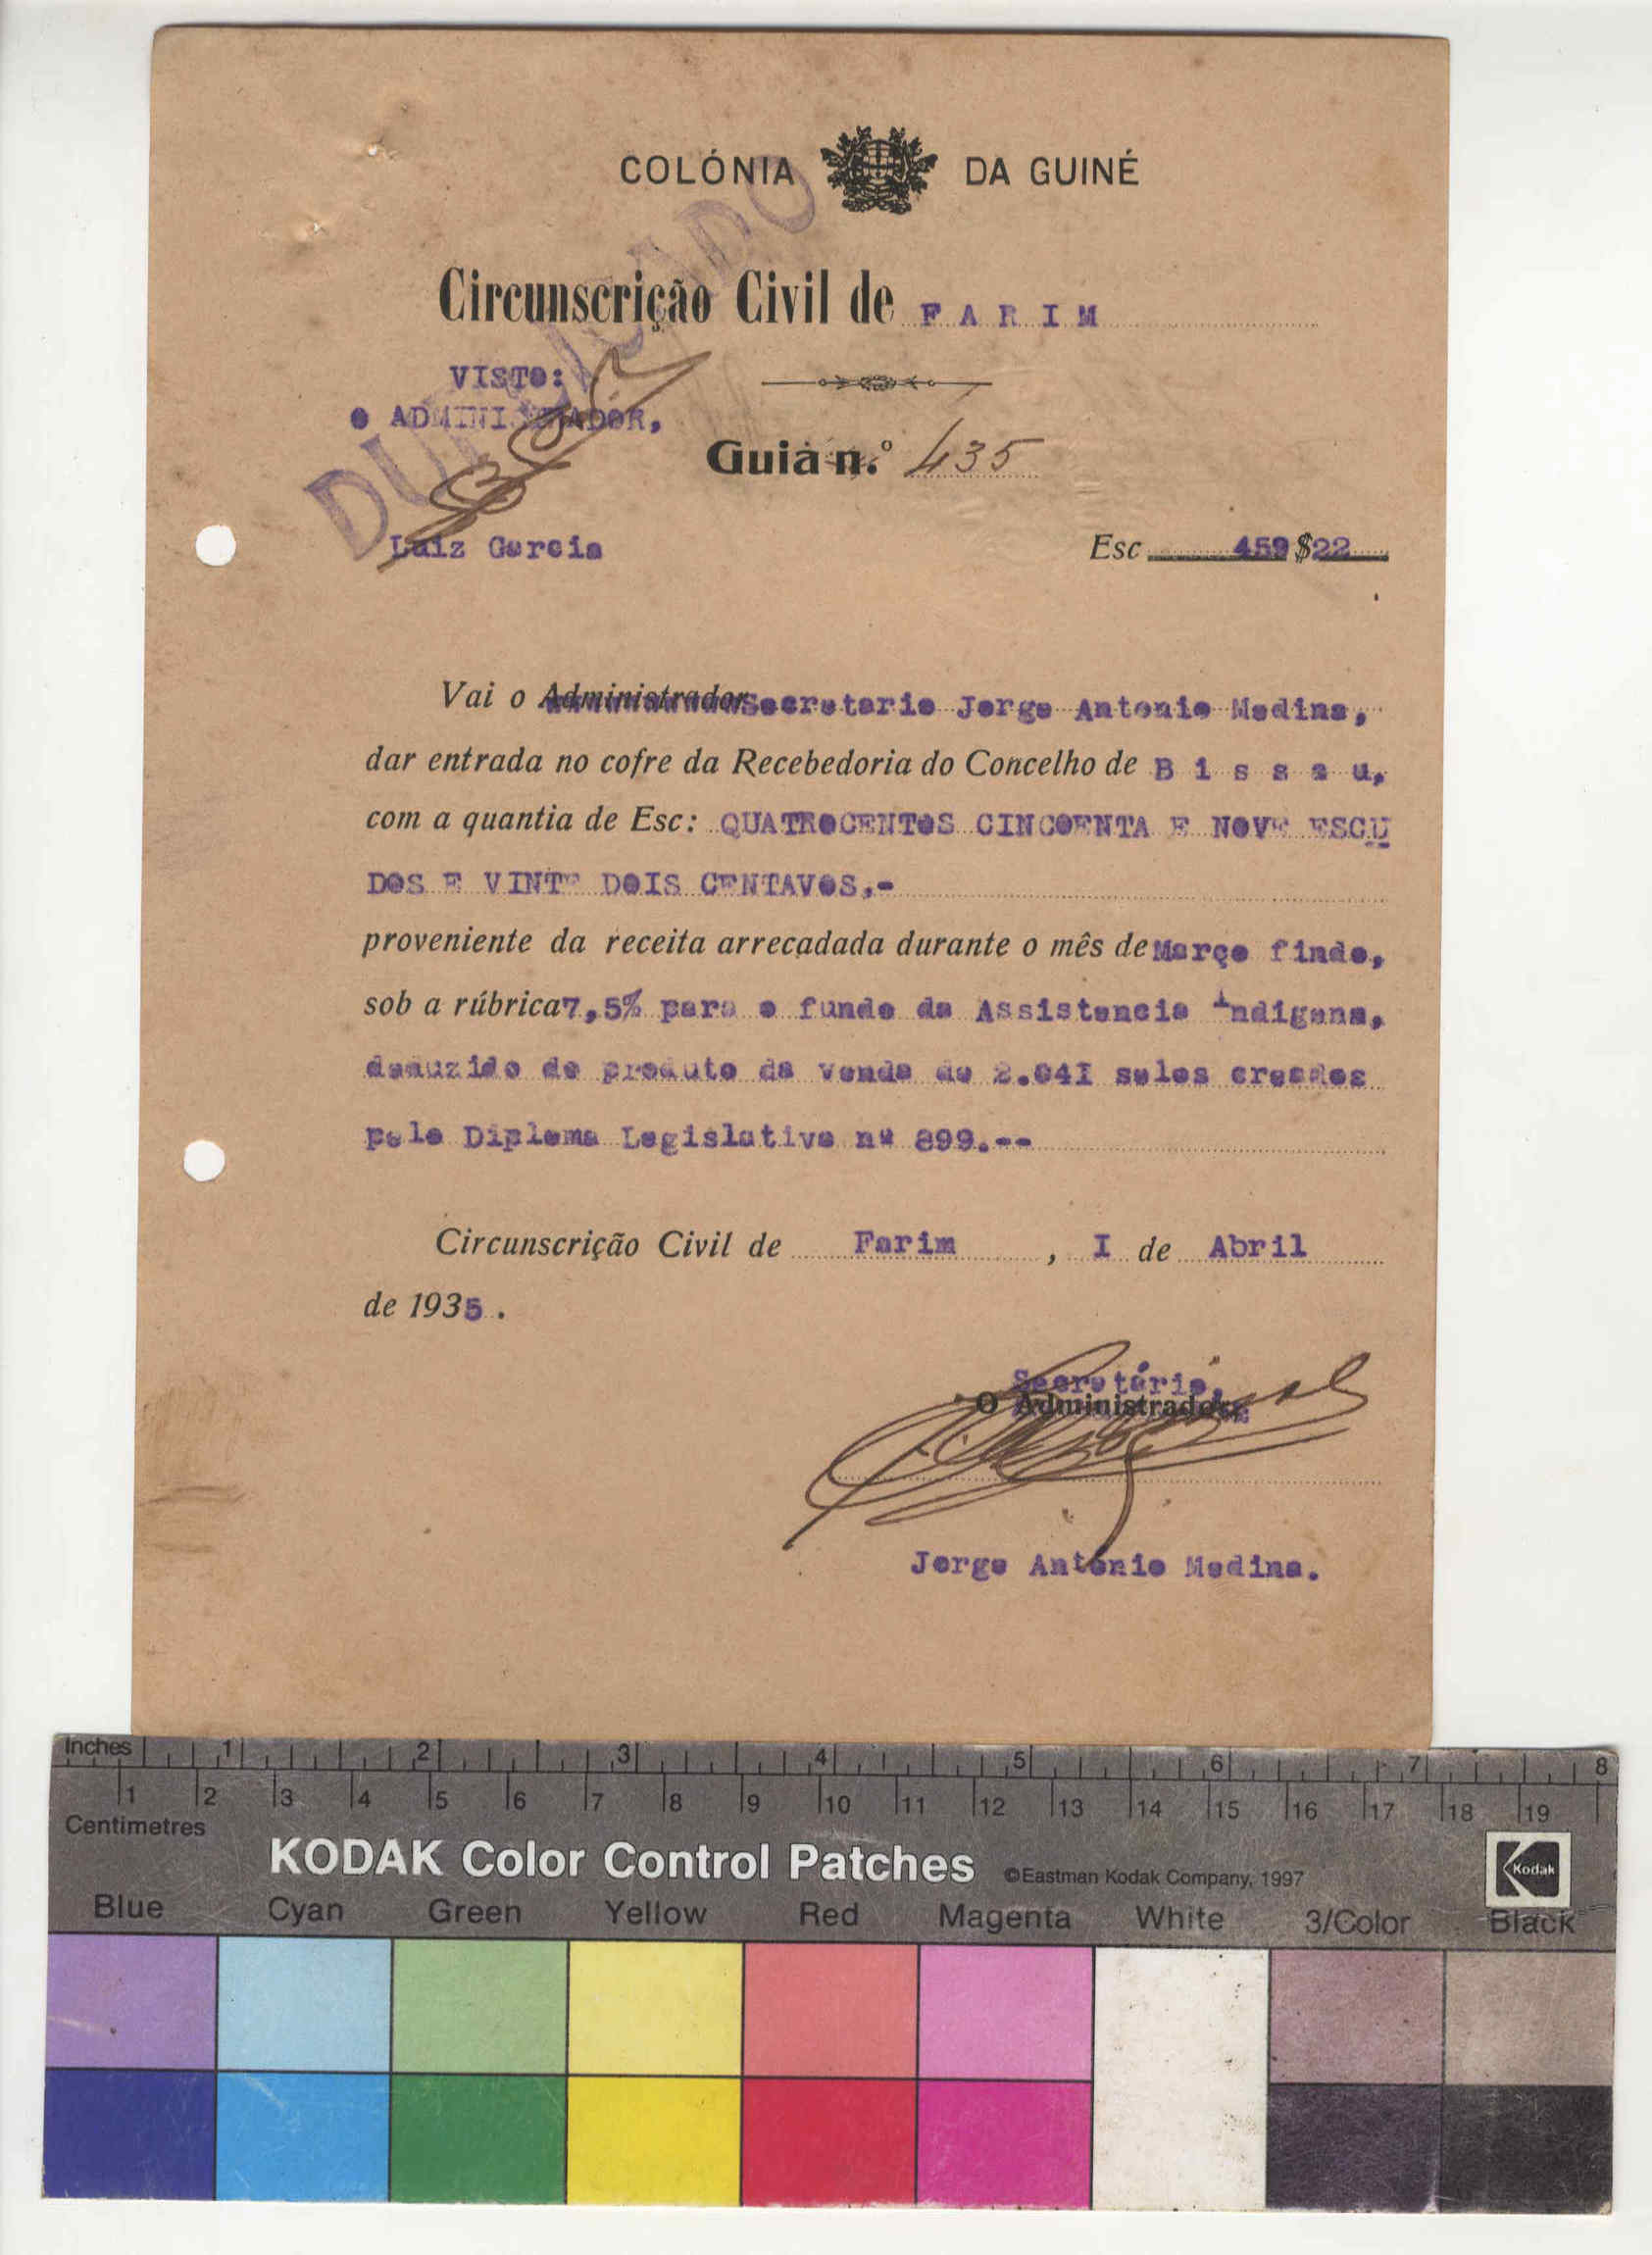 COLÓNIA DA GUINÉ
DUPLICADO
Circunscrição Civil de F A R I M
VISTO:
O ADMINISTRADOR,
Guia n.º 435
Luiz Garcia
Esc 459$22
Vai o Administrador Secretario Jorge Antonio Medina,
dar entrada no cofre da Recebedoria do Concelho de B i s s a u,
com a quantia de Esc: QUATROCENTOS CINCOENTA E NOVE ESCU
DOS E VINTE DOIS CENTAVOS.-
proveniente da receita arrecadada durante o mês de Março findo,
sob a rúbrica 7,5% para o fundo da Assistencia Indigena,
deduzido do produto da venda de 2.041 selos creados
pelo Diploma Legislativo nº 899.--
Circunscrição Civil de Farim, I de Abril
de 1935.
Secretário,
O Administrador
Jorge António Medina.
Inches 1 2 3 4 5 6 7 8
1 2 3 4 5 6 7 8 9 10 11 12 13 14 15 16 17 18 19
Centimetres
KODAK Color Control Patches ©Eastman Kodak Company, 1997 Kodak
Blue Cyan Green Yellow Red Magenta White 3/Color Black